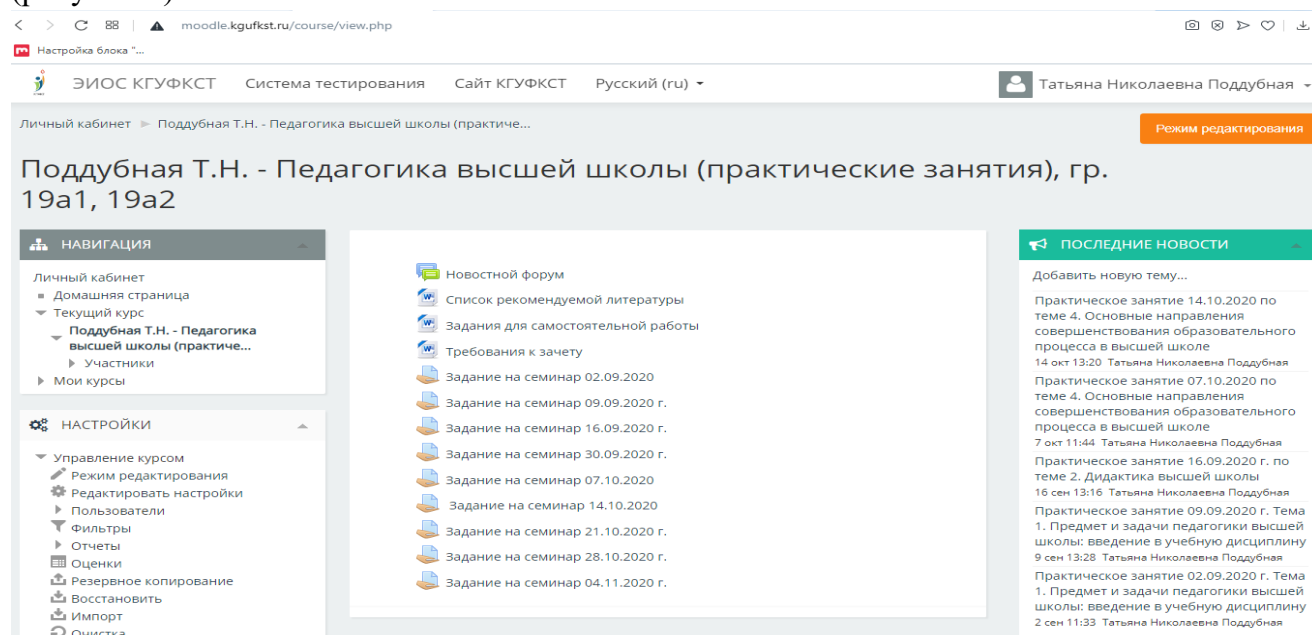 moodle.kgufkst.ru/course/view.php
Настройка блока "...
ЭИОС КГУФКСТ Система тестирования Сайт КГУФКСТ Русский (ru)
Татьяна Николаевна Поддубная
Личный кабинет Поддубная Т.Н. - Педагогика высшей школы (практиче...
Режим редактирования
Поддубная Т.Н. - Педагогика высшей школы (практические занятия), гр.
19а1, 19а2
НАВИГАЦИЯ
Личный кабинет
Домашняя страница
Текущий курс
Поддубная Т.Н. - Педагогика
высшей школы (практиче...
Участники
Мои курсы
НАСТРОЙКИ
Управление курсом
Режим редактирования
Редактировать настройки
Пользователи
Фильтры
Отчеты
Оценки
Резервное копирование
Восстановить
Импорт
Очистка
Новостной форум
Список рекомендуемой литературы
Задания для самостоятельной работы
Требования к зачету
Задание на семинар 02.09.2020
Задание на семинар 09.09.2020 г.
Задание на семинар 16.09.2020 г.
Задание на семинар 30.09.2020 г.
Задание на семинар 07.10.2020
Задание на семинар 14.10.2020
Задание на семинар 21.10.2020 г.
Задание на семинар 28.10.2020 г.
Задание на семинар 04.11.2020 г.
ПОСЛЕДНИЕ НОВОСТИ
Добавить новую тему...
Практическое занятие 14.10.2020 по
теме 4. Основные направления
совершенствования образовательного
процесса в высшей школе
14 окт 13:20 Татьяна Николаевна Поддубная
Практическое занятие 07.10.2020 по
теме 4. Основные направления
совершенствования образовательного
процесса в высшей школе
7 окт 11:44 Татьяна Николаевна Поддубная
Практическое занятие 16.09.2020 г. по
теме 2. Дидактика высшей школы
16 сен 13:16 Татьяна Николаевна Поддубная
Практическое занятие 09.09.2020 г. Тема
1. Предмет и задачи педагогики высшей
школы: введение в учебную дисциплину
9 сен 13:28 Татьяна Николаевна Поддубная
Практическое занятие 02.09.2020 г. Тема
1. Предмет и задачи педагогики высшей
школы: введение в учебную дисциплину
2 сен 11:33 Татьяна Николаевна Поддубная